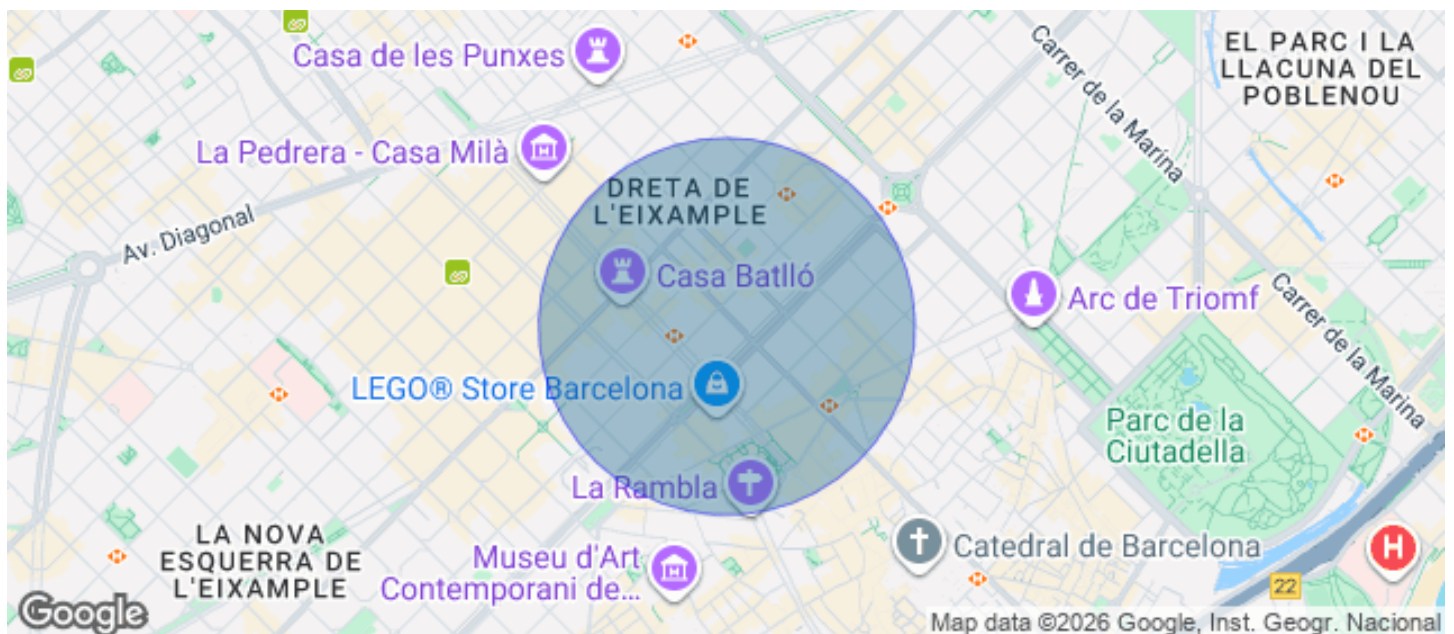 Casa de les Punxes
Carrer de la Marina
EL PARC I LA
LLACUNA DEL
POBLENOU
La Pedrera - Casa Milà
DRETA DE
L'EIXAMPLE
Av. Diagonal
Casa Batlló
Arc de Triomf
Carrer de la Marina
LEGO® Store Barcelona
Parc de la
Ciutadella
La Rambla
LA NOVA
ESQUERRA DE
L'EIXAMPLE
Museu d'Art
Contemporani de...
Catedral de Barcelona
H
22
Google
Map data ©2026 Google, Inst. Geogr. Nacional